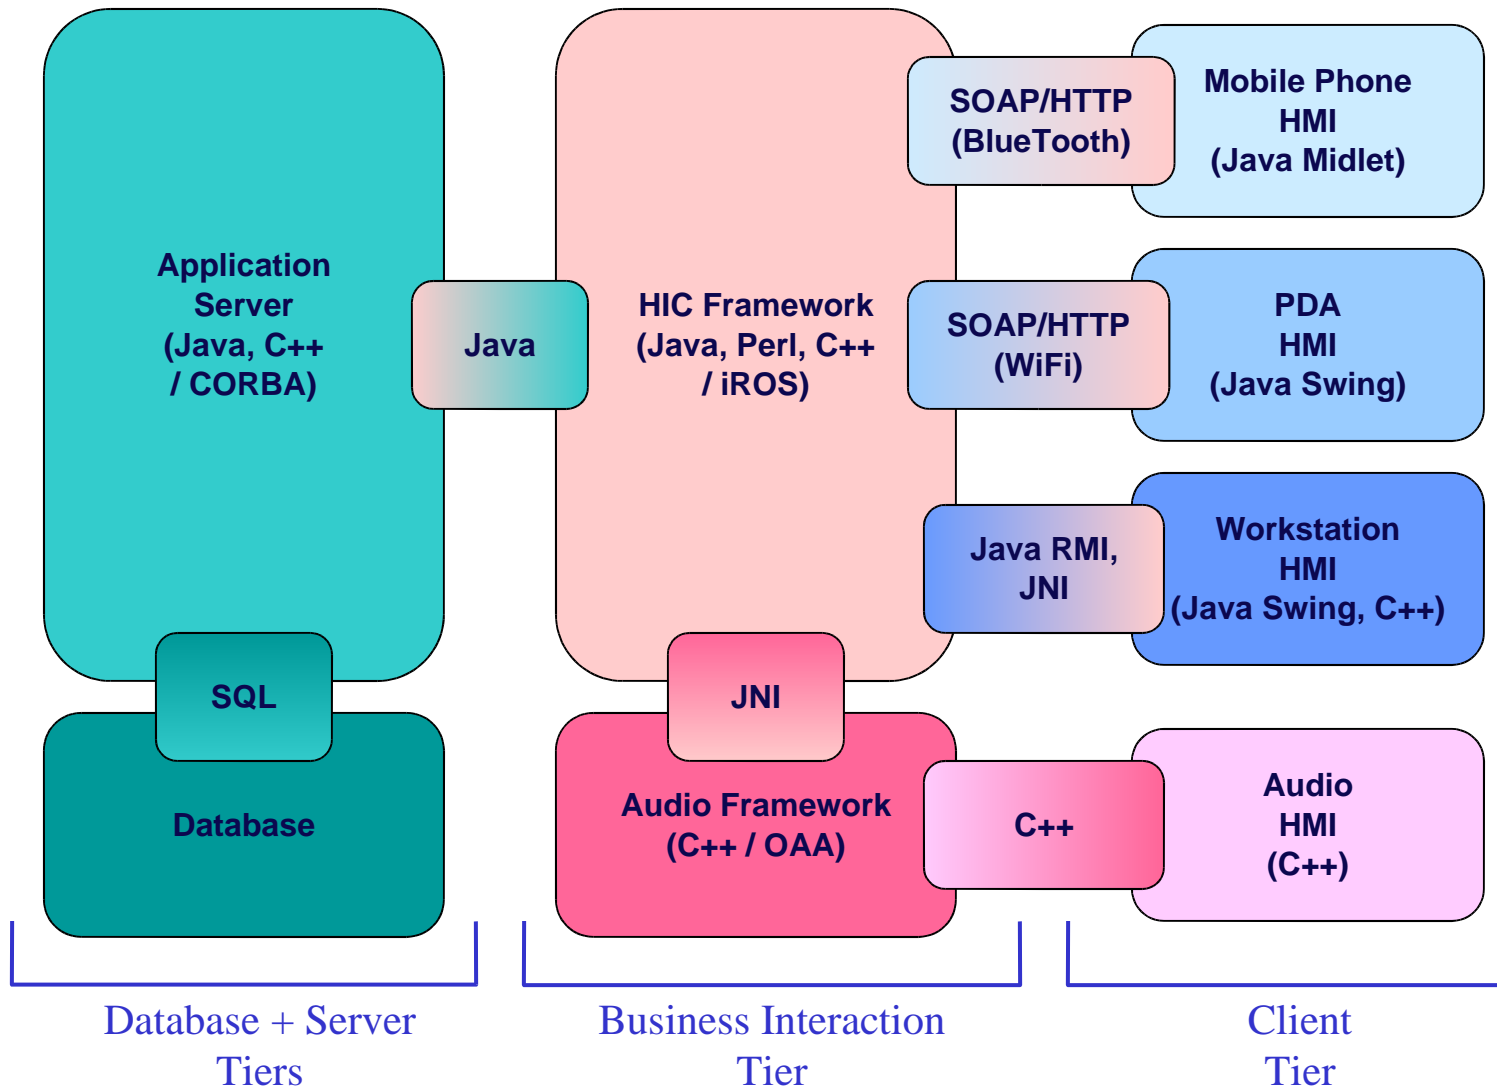 Application
Server
(Java, C++
/ CORBA)
Java
HIC Framework
(Java, Perl, C++
/ iROS)
SOAP/HTTP
(BlueTooth)
Mobile Phone
HMI
(Java Midlet)
SOAP/HTTP
(WiFi)
PDA
HMI
(Java Swing)
Java RMI,
JNI
Workstation
HMI
(Java Swing, C++)
SQL
JNI
Database
Audio Framework
(C++ / OAA)
C++
Audio
HMI
(C++)
Database + Server
Tiers
Business Interaction
Tier
Client
Tier